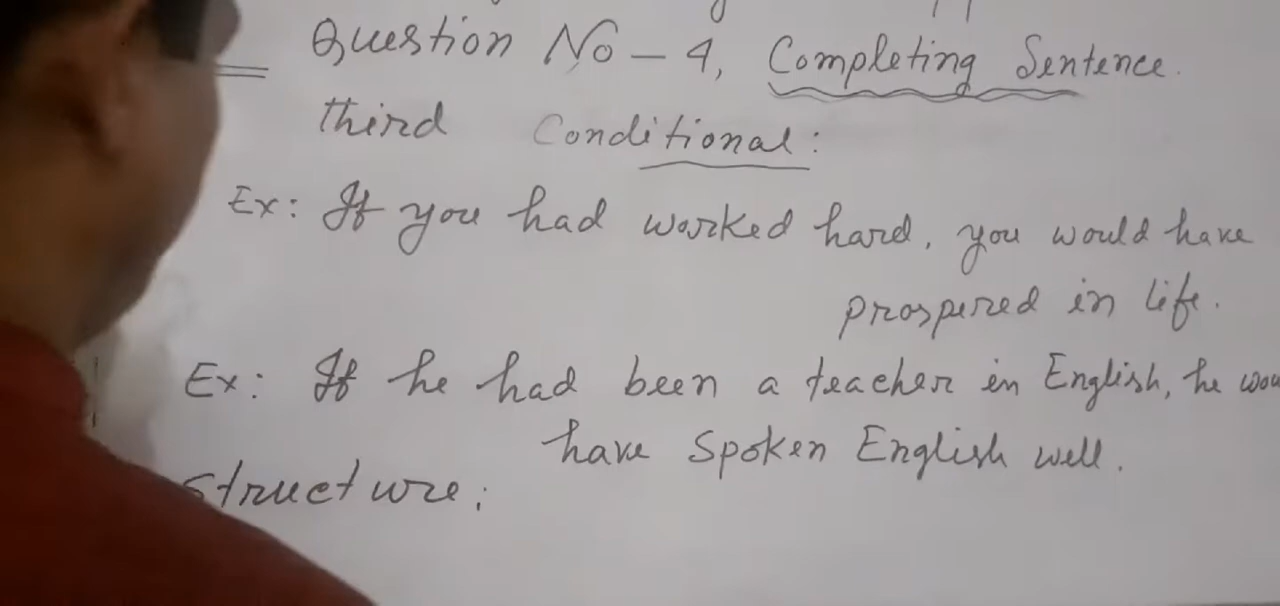 Question No - 4, Completing Sentence.
Third Conditional:
Ex: If you had worked hard, you would have
prospered in life.
Ex: If he had been a teacher in English, he wou
have spoken English well.
Structure: